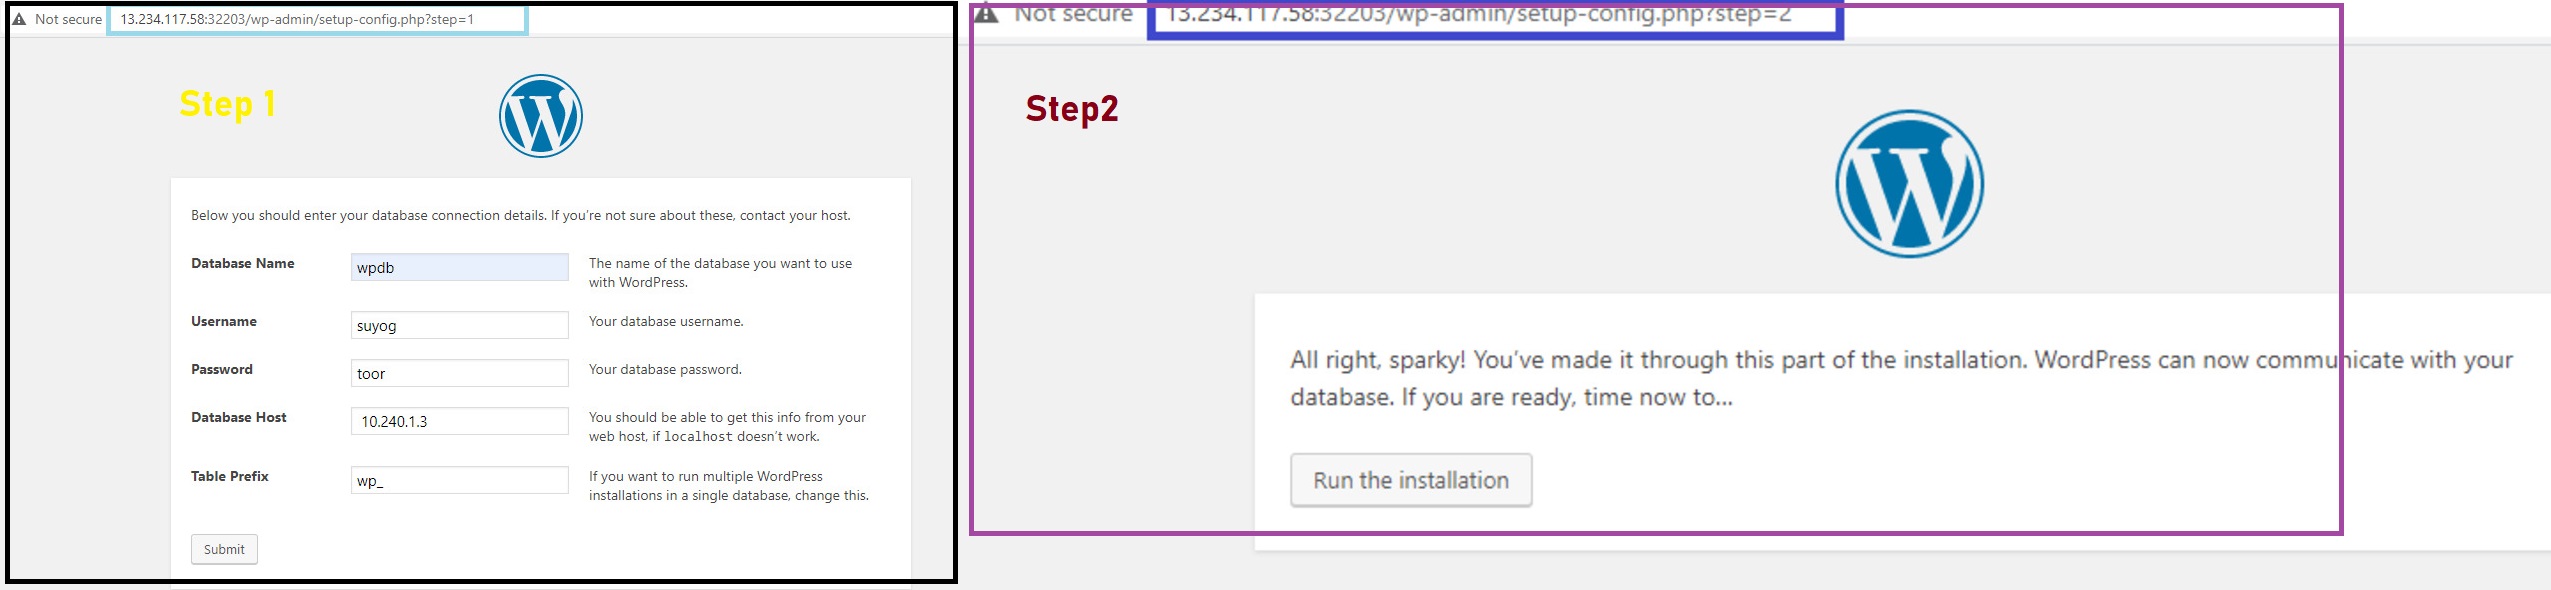 Not secure 13.234.117.58:32203/wp-admin/setup-config.php?step=1
Step 1
Below you should enter your database connection details. If you’re not sure about these, contact your host.
Database Name wpdb The name of the database you want to use
with WordPress.
Username suyog Your database username.
Password toor Your database password.
Database Host 10.240.1.3 You should be able to get this info from your
web host, if localhost doesn’t work.
Table Prefix wp_ If you want to run multiple WordPress
installations in a single database, change this.
Submit
Not secure 13.234.117.58:32203/wp-admin/setup-config.php?step=2
Step2
All right, sparky! You’ve made it through this part of the installation. WordPress can now communicate with your
database. If you are ready, time now to…
Run the installation